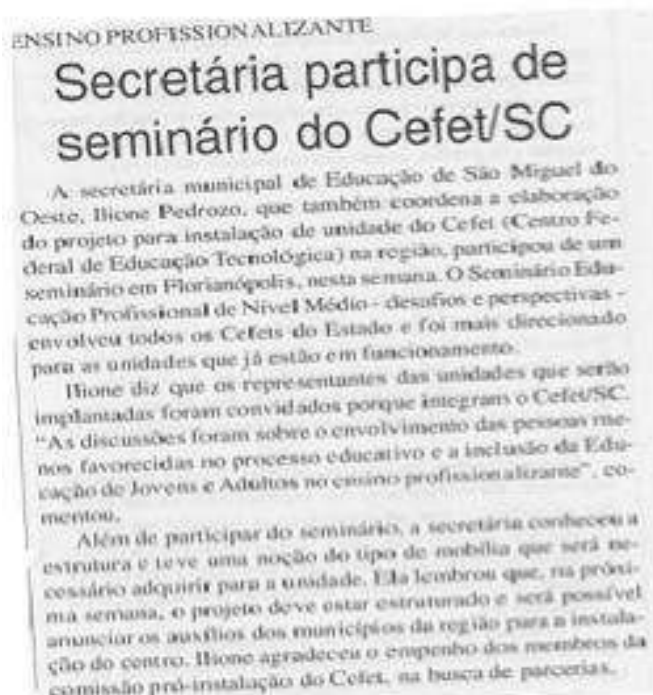 ENSINO PROFISSIONALIZANTE
Secretária participa de
seminário do Cefet/SC
A secretária municipal de Educação de São Miguel do
Oeste, Ilione Pedrozo, que também coordena a elaboração
do projeto para instalação de unidade do Cefet (Centro Fe-
deral de Educação Tecnológica) na região, participou de um
seminário em Florianópolis, nesta semana. O Seminário Edu-
cação Profissional de Nível Médio - desafios e perspectivas -
envolveu todos os Cefets do Estado e foi mais direcionado
para as unidades que já estão em funcionamento.
Ilione diz que os representantes das unidades que serão
implantadas foram convidados porque integram o Cefet/SC.
"As discussões foram sobre o envolvimento das pessoas me-
nos favorecidas no processo educativo e a inclusão da Edu-
cação de Jovens e Adultos no ensino profissionalizante", co-
mentou.
Além de participar do seminário, a secretária conheceu a
estrutura e teve uma noção do tipo de mobília que será ne-
cessário adquirir para a unidade. Ela lembrou que, na próxi-
ma semana, o projeto deve estar estruturado e será possível
anunciar os auxílios dos municípios da região para a instala-
ção do centro. Ilione agradeceu o empenho dos membros da
comissão pró-instalação do Cefet, na busca de parcerias.